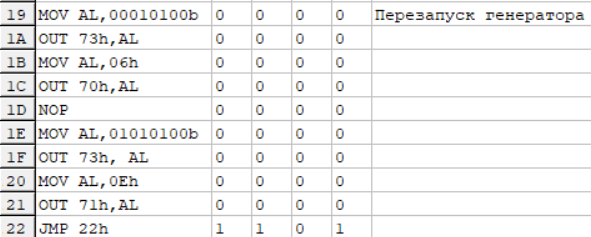 19 MOV AL,00010100b 0 0 0 0 Перезапуск генератора
1A OUT 73h,AL 0 0 0 0
1B MOV AL,06h 0 0 0 0
1C OUT 70h,AL 0 0 0 0
1D NOP 0 0 0 0
1E MOV AL,01010100b 0 0 0 0
1F OUT 73h, AL 0 0 0 0
20 MOV AL,0Eh 0 0 0 0
21 OUT 71h,AL 0 0 0 0
22 JMP 22h 1 1 0 1